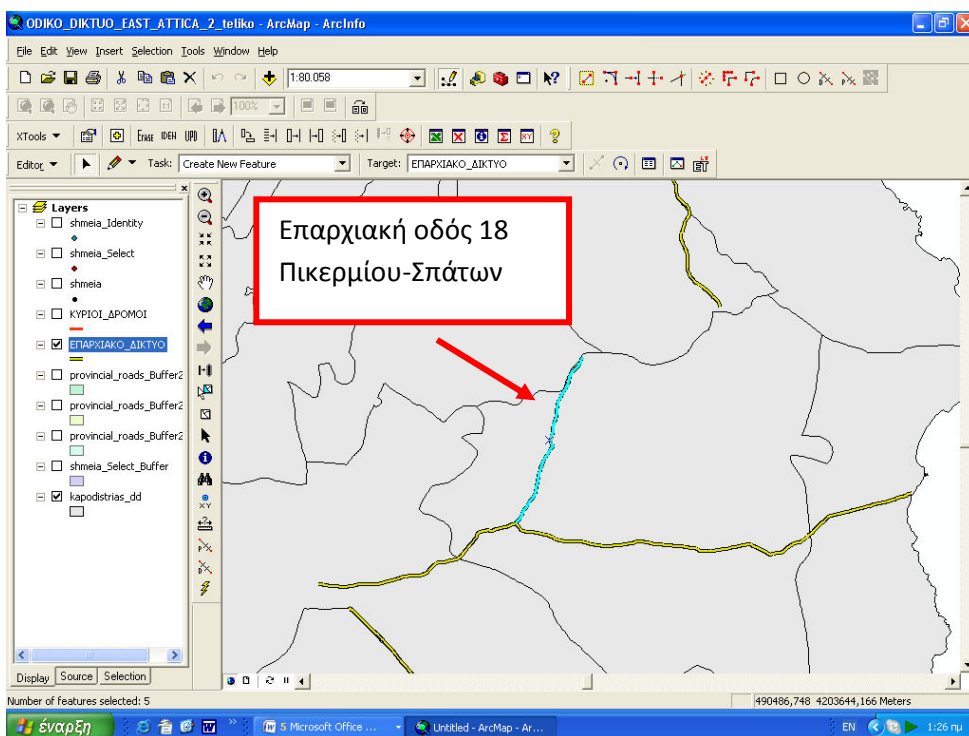 ODIKO_DIKTUO_EAST_ATTICA_2_teliko - ArcMap - ArcInfo
File Edit View Insert Selection Tools Window Help
1:80.058
100%
XTools Erase IDEN UPD
Editor Task: Create New Feature Target: ΕΠΑΡΧΙΑΚΟ_ΔΙΚΤΥΟ
Layers
shmeia_Identity
shmeia_Select
shmeia
ΚΥΡΙΟΙ_ΔΡΟΜΟΙ
ΕΠΑΡΧΙΑΚΟ_ΔΙΚΤΥΟ
provincial_roads_Buffer2
provincial_roads_Buffer2
provincial_roads_Buffer2
shmeia_Select_Buffer
kapodistrias_dd
Επαρχιακή οδός 18
Πικερμίου-Σπάτων
Display Source Selection
Number of features selected: 5
490486,748 4203644,166 Meters
έναρξη
5 Microsoft Office ...
Untitled - ArcMap - Ar...
EN
1:26 πμ